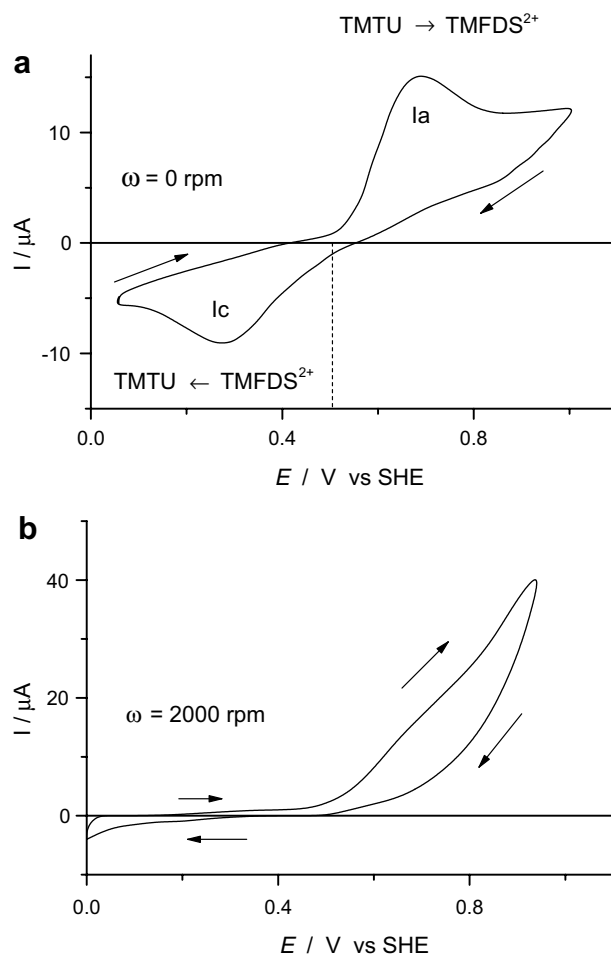 TMTU → TMFDS²⁺
a
10
Ia
ω = 0 rpm
I / μA
0
Ic
-10
TMTU ← TMFDS²⁺
0.0 0.4 0.8
E / V vs SHE
b
40
I / μA
20
ω = 2000 rpm
0
0.0 0.4 0.8
E / V vs SHE